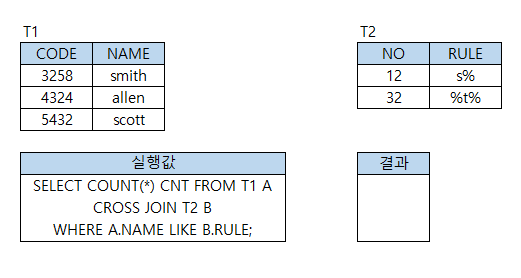 T1
CODE NAME
3258 smith
4324 allen
5432 scott
T2
NO RULE
12 s%
32 %t%
실행값
SELECT COUNT(*) CNT FROM T1 A
CROSS JOIN T2 B
WHERE A.NAME LIKE B.RULE;
결과